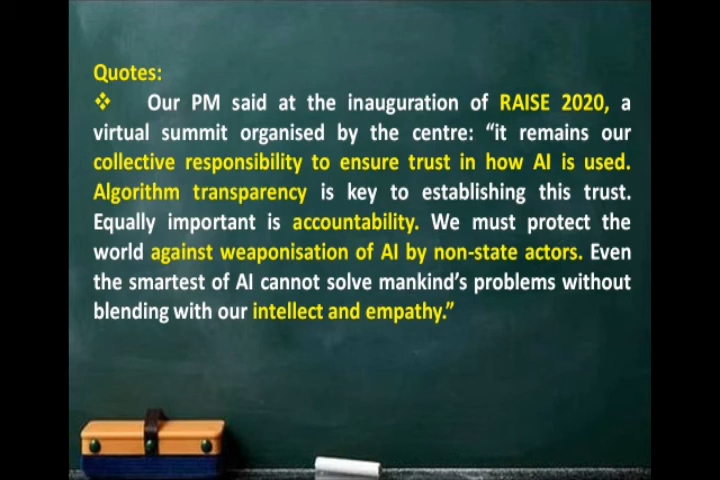 Quotes:
❖ Our PM said at the inauguration of RAISE 2020, a
virtual summit organised by the centre: “it remains our
collective responsibility to ensure trust in how AI is used.
Algorithm transparency is key to establishing this trust.
Equally important is accountability. We must protect the
world against weaponisation of AI by non-state actors. Even
the smartest of AI cannot solve mankind’s problems without
blending with our intellect and empathy.”